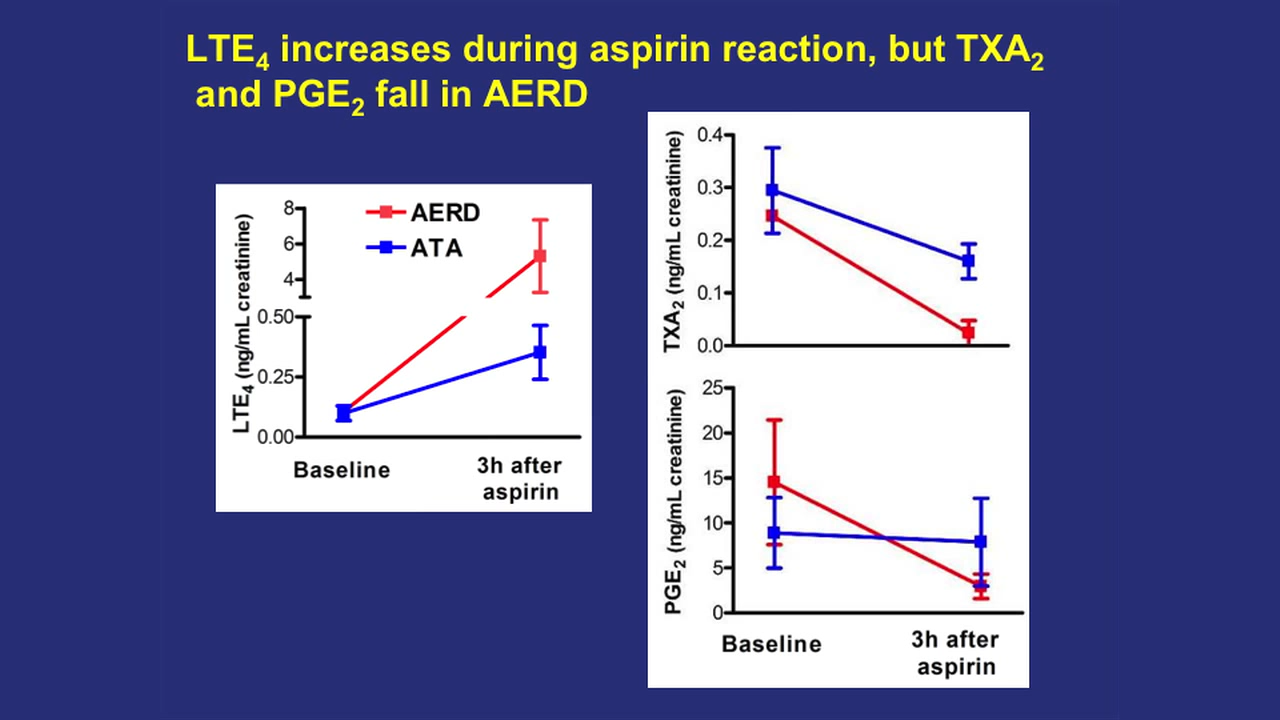 LTE₄ increases during aspirin reaction, but TXA₂
and PGE₂ fall in AERD
LTE₄ (ng/mL creatinine)
8
6
4
0.50
0.25
0.00
AERD
ATA
Baseline
3h after
aspirin
TXA₂ (ng/mL creatinine)
0.4
0.3
0.2
0.1
0.0
PGE₂ (ng/mL creatinine)
25
20
15
10
5
0
Baseline
3h after
aspirin